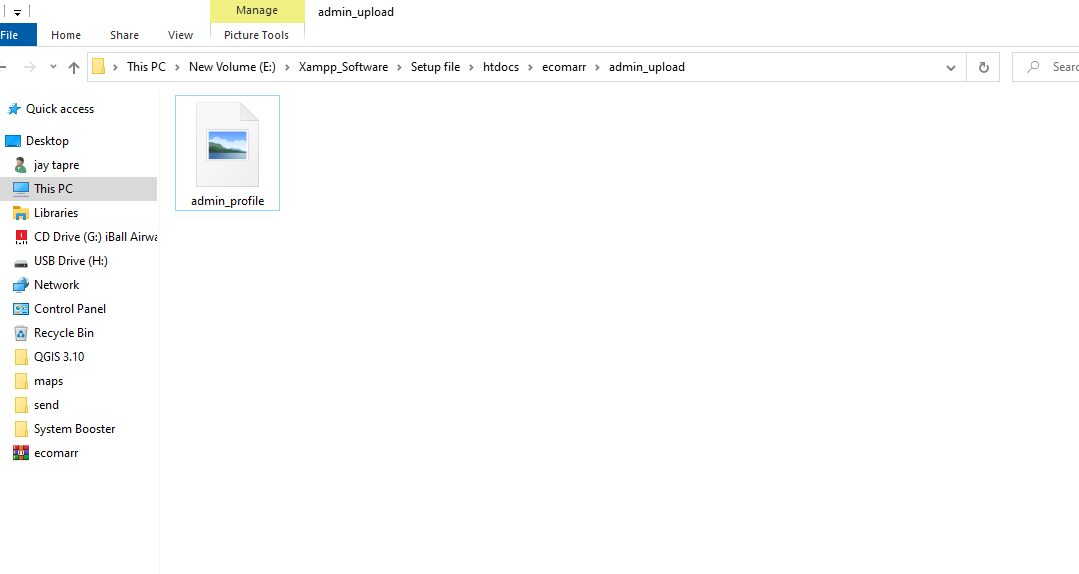 Manage
admin_upload
File
Home
Share
View
Picture Tools
This PC
New Volume (E:)
Xampp_Software
Setup file
htdocs
ecomarr
admin_upload
Searc
Quick access
Desktop
jay tapre
This PC
Libraries
CD Drive (G:) iBall Airwa
USB Drive (H:)
Network
Control Panel
Recycle Bin
QGIS 3.10
maps
send
System Booster
ecomarr
admin_profile